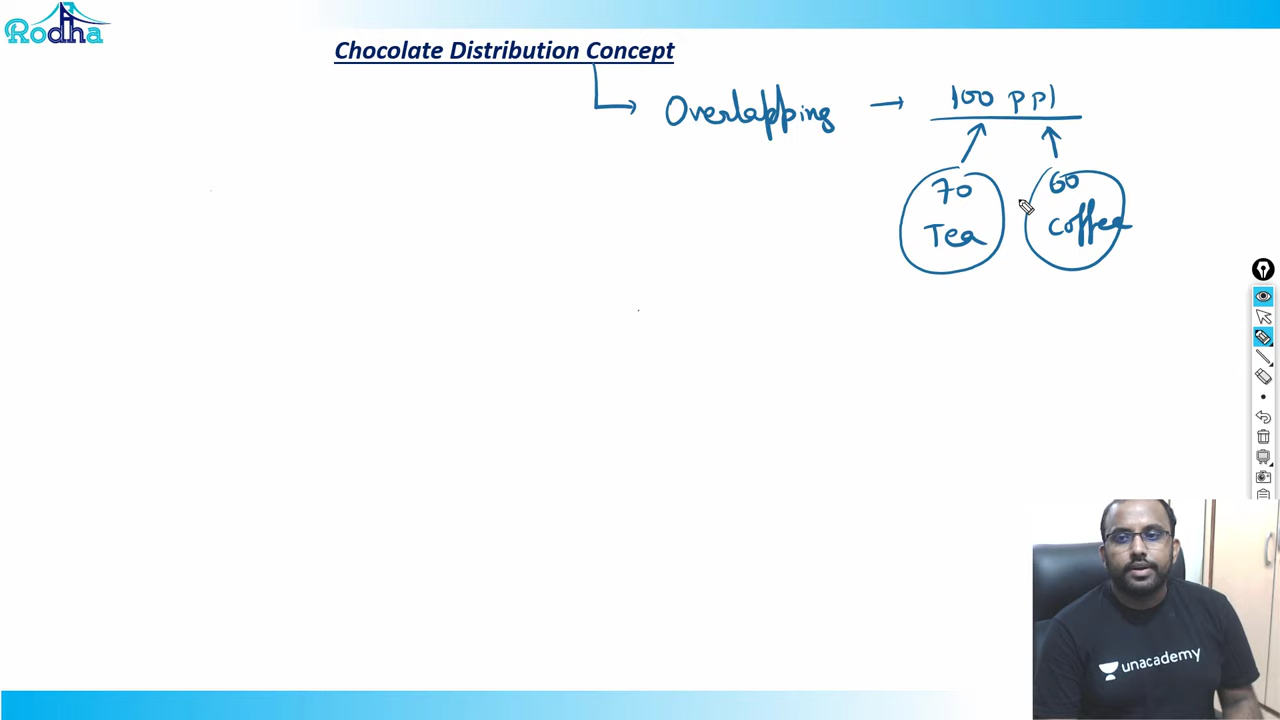 Rodha
Chocolate Distribution Concept
Overlapping → 100 ppl
70 Tea
60 Coffee
unacademy